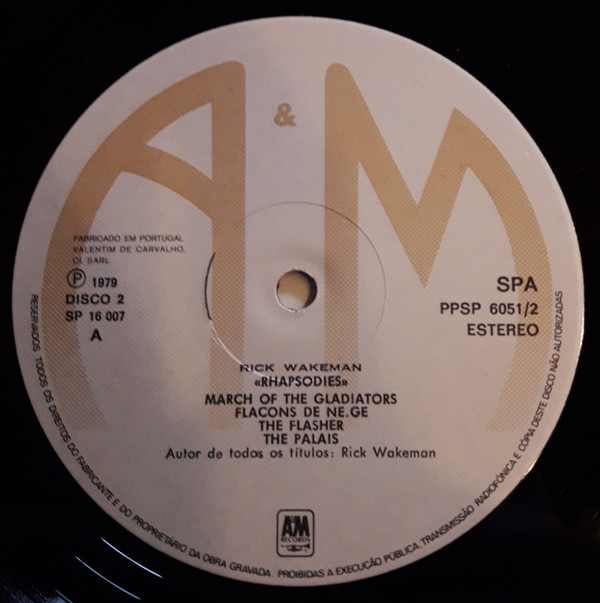 A & M
FABRICADO EM PORTUGAL
VALENTIM DE CARVALHO,
CI. SARL
Ⓟ 1979
DISCO 2
SP 16 007
A
SPA
PPSP 6051/2
ESTEREO
RICK WAKEMAN
«RHAPSODIES»
MARCH OF THE GLADIATORS
FLACONS DE NE.GE
THE FLASHER
THE PALAIS
Autor de todos os títulos: Rick Wakeman
A&M
RECORDS
RESERVADOS TODOS OS DIREITOS DO FABRICANTE E DO PROPRIETÁRIO DA OBRA GRAVADA. PROIBIDAS A EXECUÇÃO PÚBLICA, TRANSMISSÃO RADIOFÓNICA E CÓPIA DESTE DISCO NÃO AUTORIZADAS